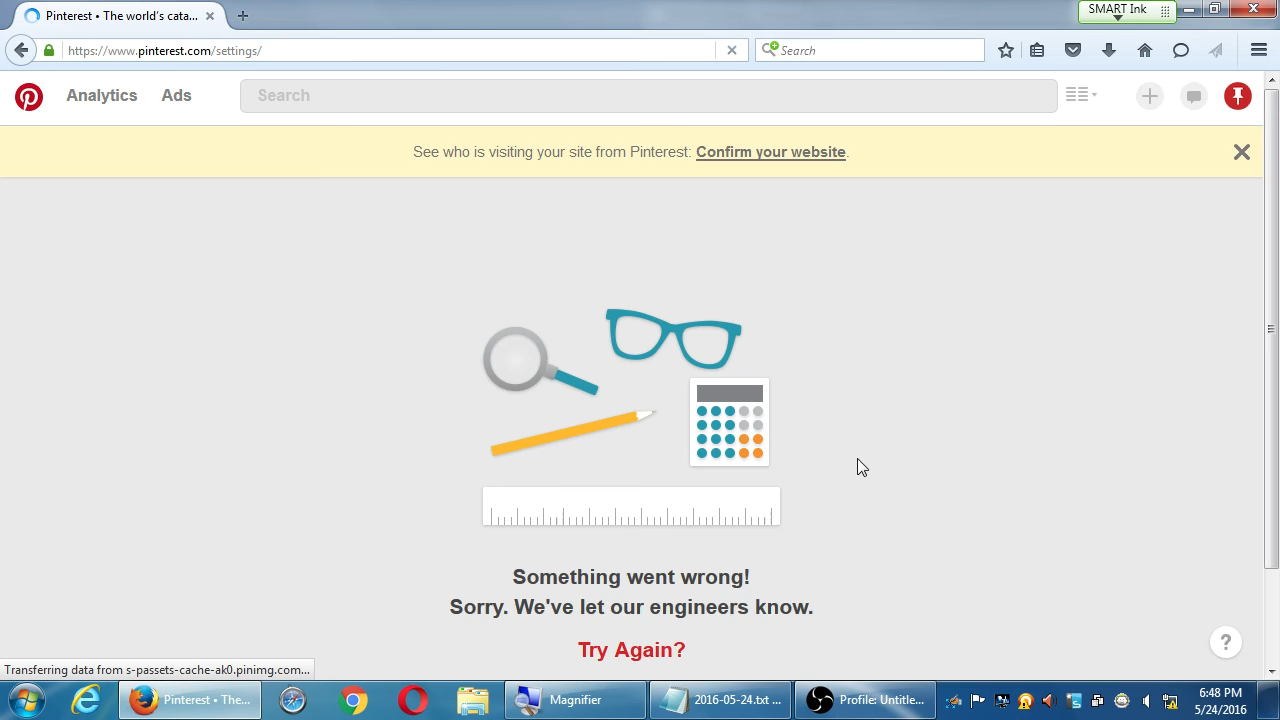 Pinterest • The world's cata...
SMART Ink
https://www.pinterest.com/settings/
Search
Analytics
Ads
Search
See who is visiting your site from Pinterest: Confirm your website.
Something went wrong!
Sorry. We've let our engineers know.
Try Again?
?
Transferring data from s-passets-cache-ak0.pinimg.com...
Pinterest • The...
Magnifier
2016-05-24.txt ...
Profile: Untitle...
6:48 PM
5/24/2016